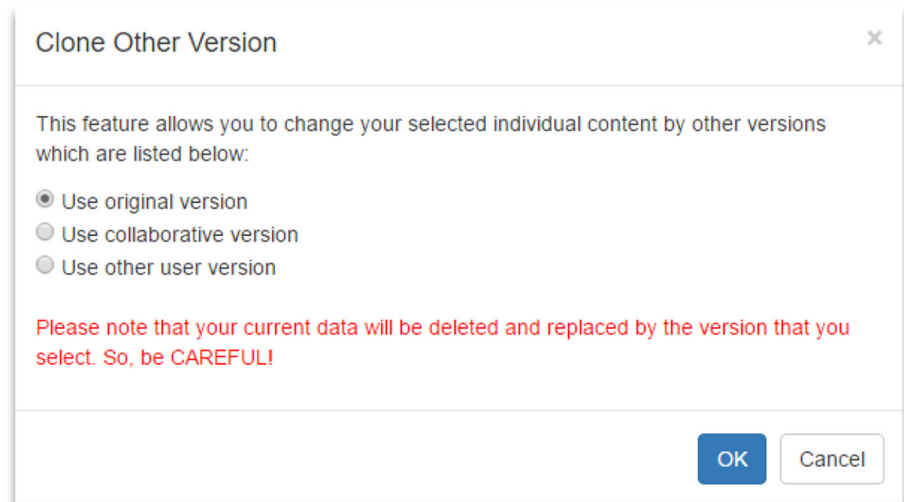 Clone Other Version
×
This feature allows you to change your selected individual content by other versions
which are listed below:
Use original version
Use collaborative version
Use other user version
Please note that your current data will be deleted and replaced by the version that you
select. So, be CAREFUL!
OK Cancel